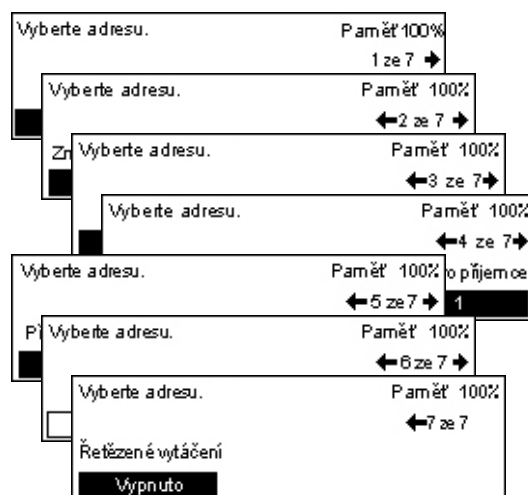 Vyberte adresu. Paměť 100%
1 ze 7
Vyberte adresu. Paměť 100%
2 ze 7
Vyberte adresu. Paměť 100%
3 ze 7
Vyberte adresu. Paměť 100%
4 ze 7
Vyberte adresu. Paměť 100%
příjemce
5 ze 7
1
Vyberte adresu. Paměť 100%
6 ze 7
Vyberte adresu. Paměť 100%
7 ze 7
Řetězené vytáčení
Vypnuto